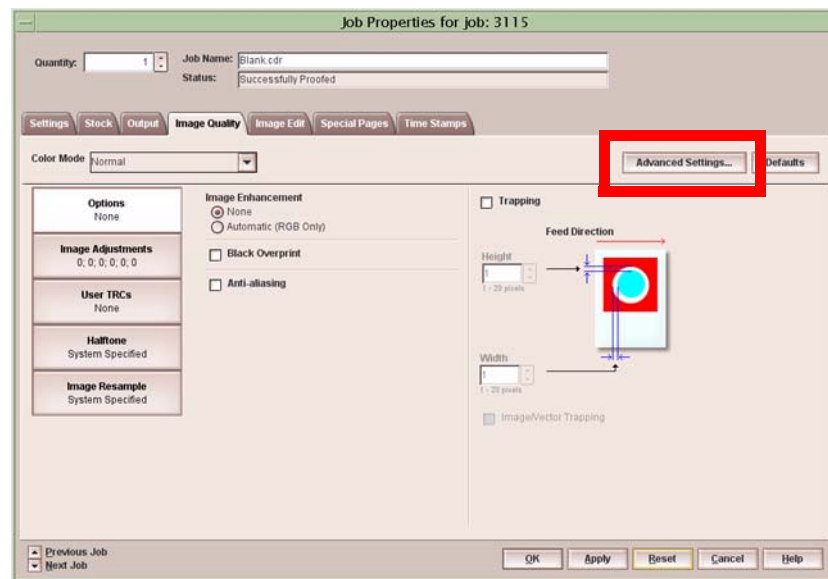 Job Properties for job: 3115
Quantity: 1
Job Name: Blank.cdr
Status: Successfully Proofed
Settings Stock Output Image Quality Image Edit Special Pages Time Stamps
Color Mode Normal
Advanced Settings... Defaults
Options
None
Image Adjustments
0; 0; 0; 0; 0; 0
User TRCs
None
Halftone
System Specified
Image Resample
System Specified
Image Enhancement
None
Automatic (RGB Only)
Black Overprint
Anti-aliasing
Trapping
Feed Direction
Height
1
1 - 20 pixels
Width
1
1 - 20 pixels
Image/Vector Trapping
Previous Job
Next Job
OK Apply Reset Cancel Help